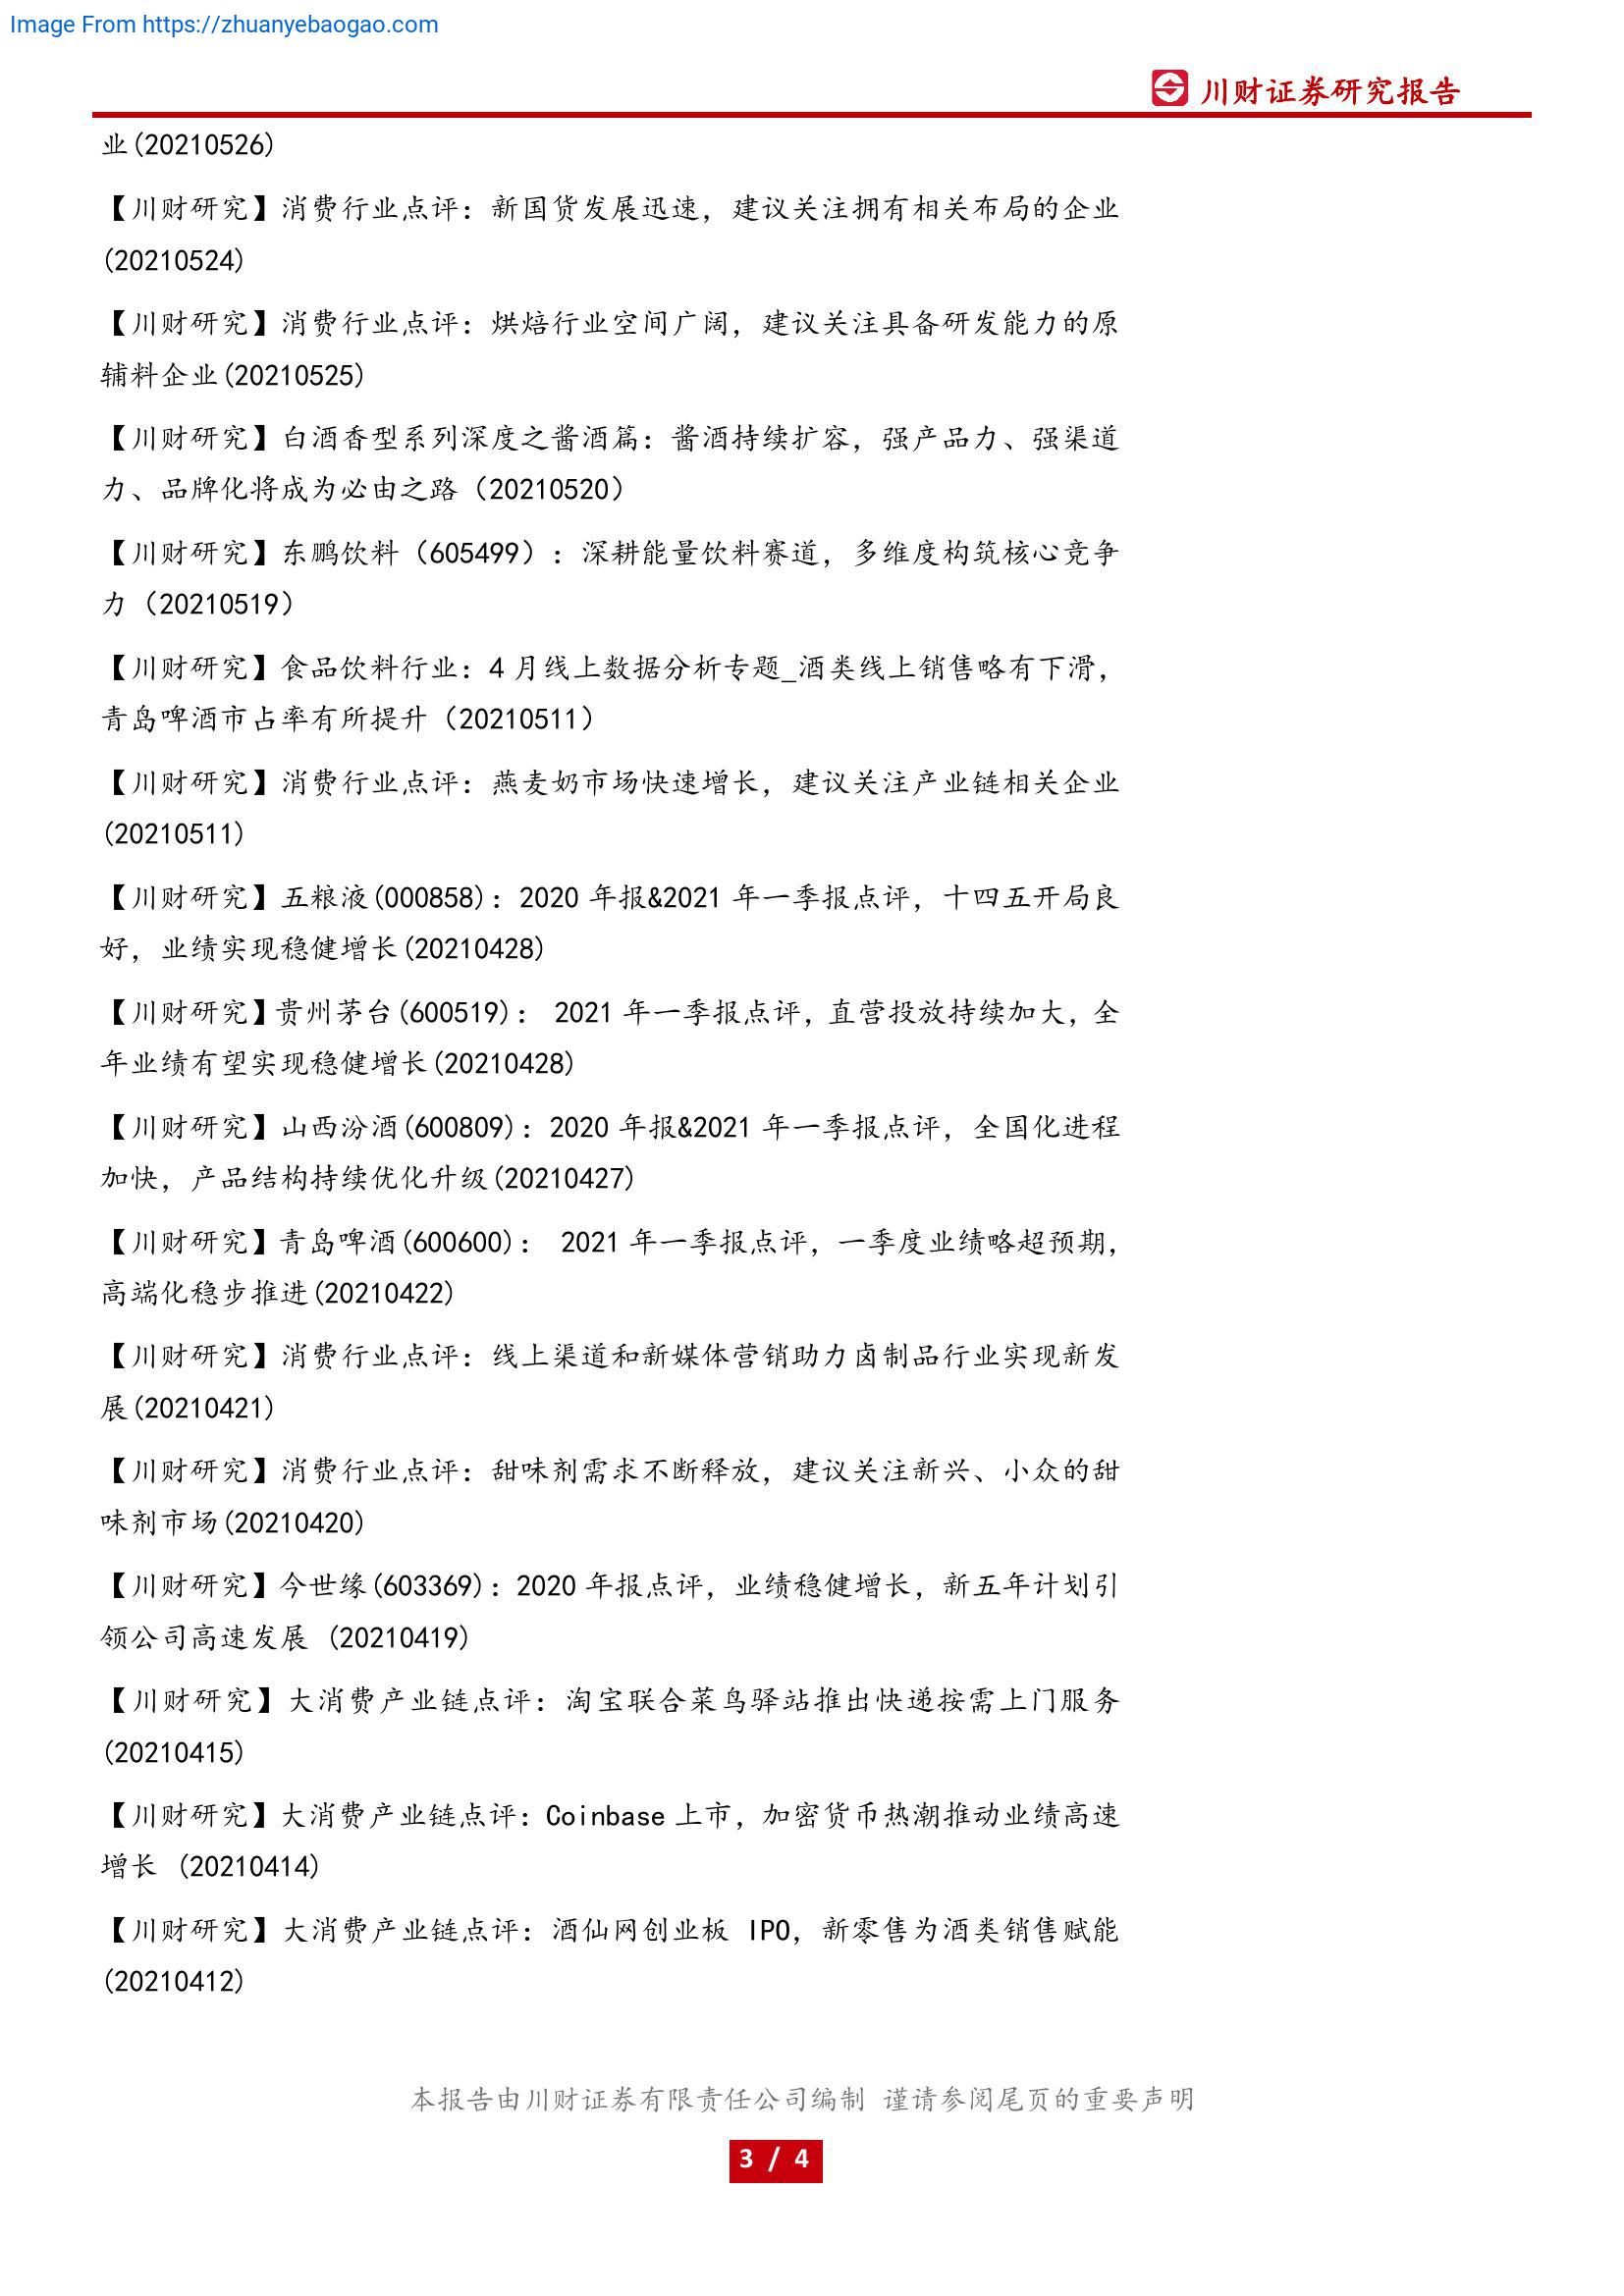 Image From https://zhuanyebaogao.com
川财证券研究报告
业(20210526)
【川财研究】消费行业点评：新国货发展迅速，建议关注拥有相关布局的企业
(20210524)
【川财研究】消费行业点评：烘焙行业空间广阔，建议关注具备研发能力的原
辅料企业(20210525)
【川财研究】白酒香型系列深度之酱酒篇：酱酒持续扩容，强产品力、强渠道
力、品牌化将成为必由之路（20210520）
【川财研究】东鹏饮料（605499）：深耕能量饮料赛道，多维度构筑核心竞争
力（20210519）
【川财研究】食品饮料行业：4 月线上数据分析专题_酒类线上销售略有下滑，
青岛啤酒市占率有所提升（20210511）
【川财研究】消费行业点评：燕麦奶市场快速增长，建议关注产业链相关企业
(20210511)
【川财研究】五粮液(000858)：2020 年报&2021 年一季报点评，十四五开局良
好，业绩实现稳健增长(20210428)
【川财研究】贵州茅台(600519)： 2021 年一季报点评，直营投放持续加大，全
年业绩有望实现稳健增长(20210428)
【川财研究】山西汾酒(600809)：2020 年报&2021 年一季报点评，全国化进程
加快，产品结构持续优化升级(20210427)
【川财研究】青岛啤酒(600600)： 2021 年一季报点评，一季度业绩略超预期，
高端化稳步推进(20210422)
【川财研究】消费行业点评：线上渠道和新媒体营销助力卤制品行业实现新发
展(20210421)
【川财研究】消费行业点评：甜味剂需求不断释放，建议关注新兴、小众的甜
味剂市场(20210420)
【川财研究】今世缘(603369)：2020 年报点评，业绩稳健增长，新五年计划引
领公司高速发展 (20210419)
【川财研究】大消费产业链点评：淘宝联合菜鸟驿站推出快递按需上门服务
(20210415)
【川财研究】大消费产业链点评：Coinbase 上市，加密货币热潮推动业绩高速
增长 (20210414)
【川财研究】大消费产业链点评：酒仙网创业板 IPO，新零售为酒类销售赋能
(20210412)
本报告由川财证券有限责任公司编制 谨请参阅尾页的重要声明
3 / 4